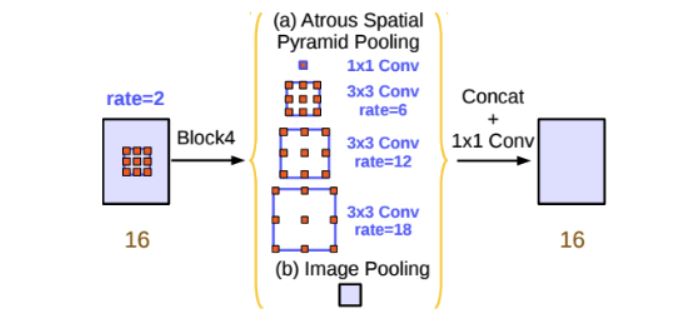 (a) Atrous Spatial
Pyramid Pooling
1x1 Conv
rate=2
3x3 Conv
rate=6
Block4
Concat
+
1x1 Conv
3x3 Conv
rate=12
3x3 Conv
rate=18
16
16
(b) Image Pooling